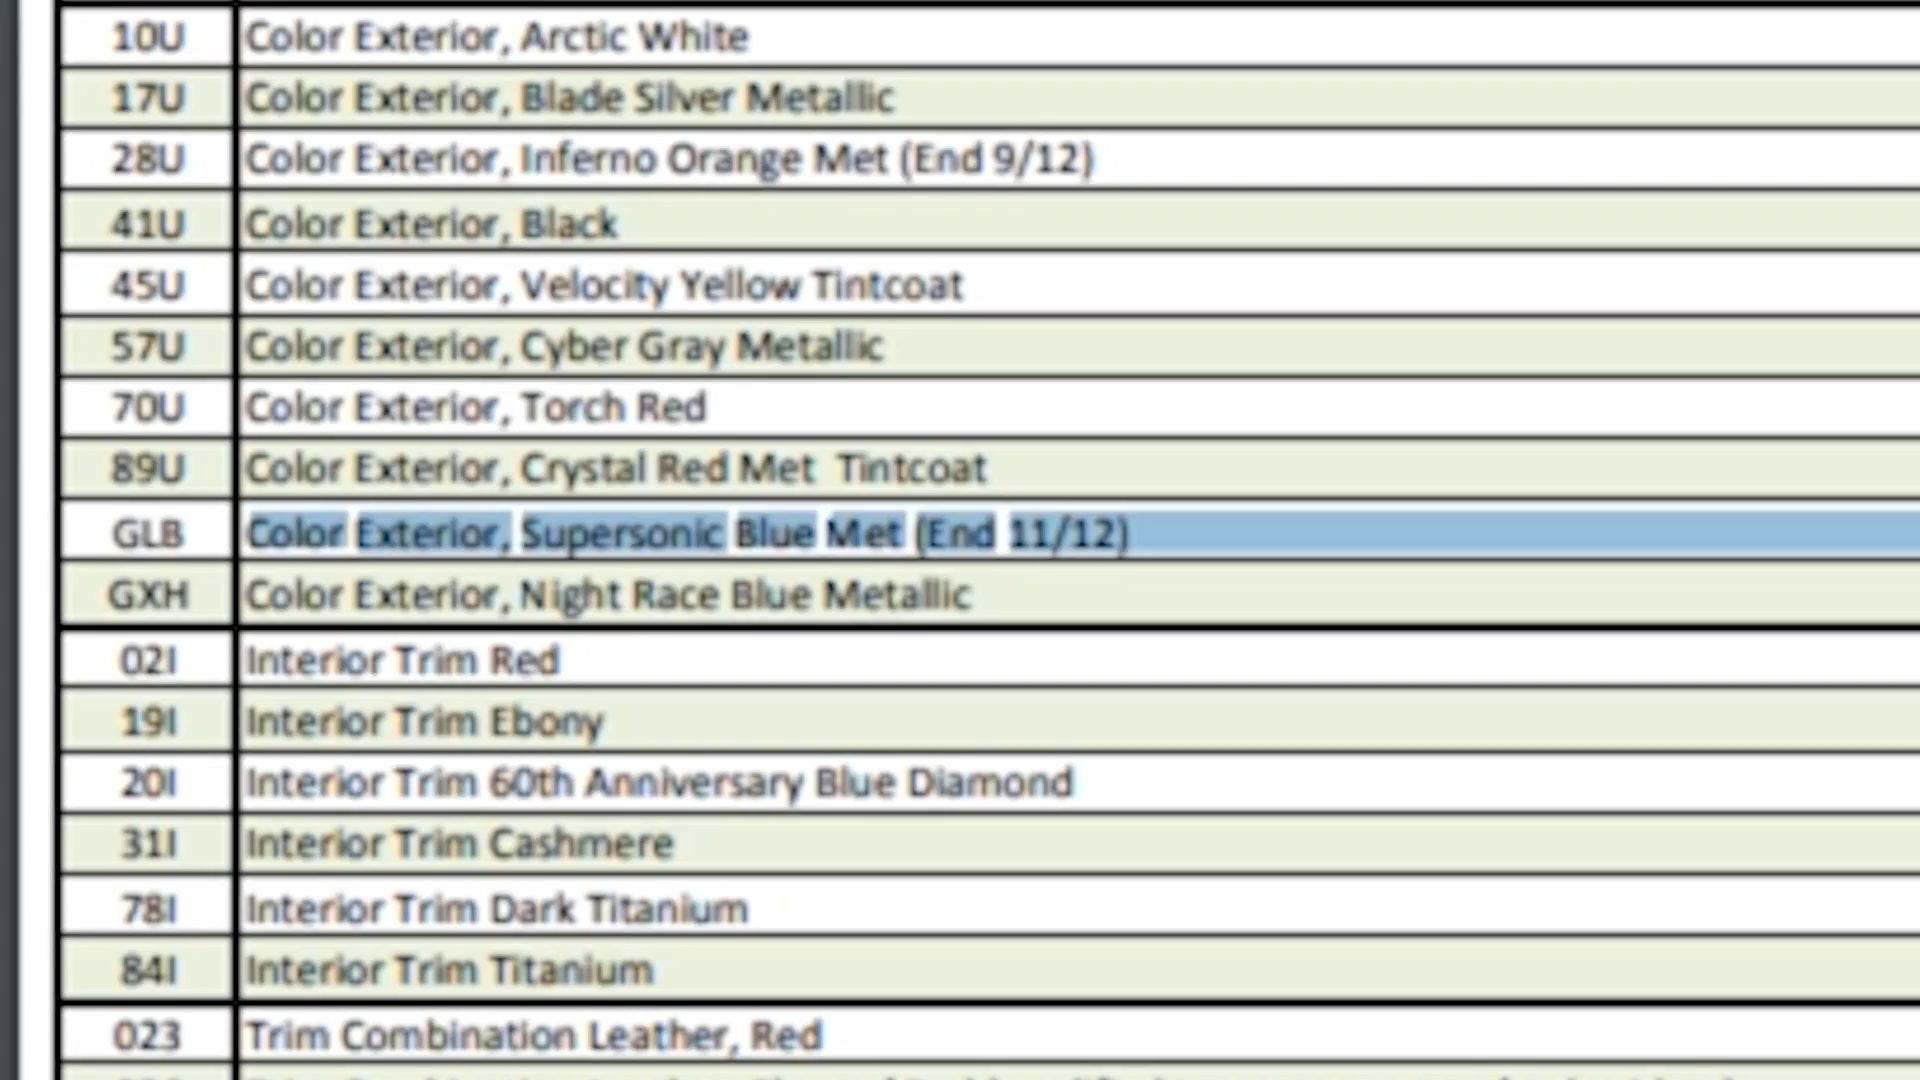 10U Color Exterior, Arctic White
17U Color Exterior, Blade Silver Metallic
28U Color Exterior, Inferno Orange Met (End 9/12)
41U Color Exterior, Black
45U Color Exterior, Velocity Yellow Tintcoat
57U Color Exterior, Cyber Gray Metallic
70U Color Exterior, Torch Red
89U Color Exterior, Crystal Red Met  Tintcoat
GLB Color Exterior, Supersonic Blue Met (End 11/12)
GXH Color Exterior, Night Race Blue Metallic
02I Interior Trim Red
19I Interior Trim Ebony
20I Interior Trim 60th Anniversary Blue Diamond
31I Interior Trim Cashmere
78I Interior Trim Dark Titanium
84I Interior Trim Titanium
023 Trim Combination Leather, Red